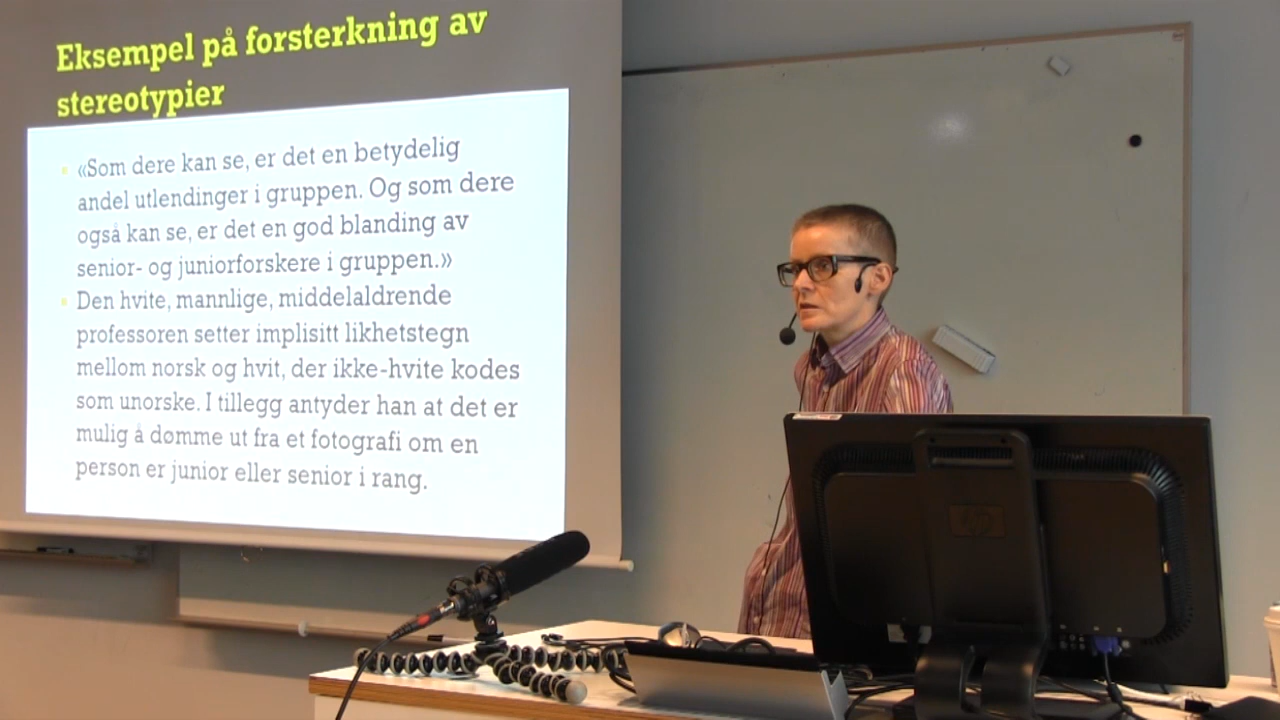 Eksempel på forsterkning av
stereotypier
«Som dere kan se, er det en betydelig
andel utlendinger i gruppen. Og som dere
også kan se, er det en god blanding av
senior- og juniorforskere i gruppen.»
Den hvite, mannlige, middelaldrende
professoren setter implisitt likhetstegn
mellom norsk og hvit, der ikke-hvite kodes
som unorske. I tillegg antyder han at det er
mulig å dømme ut fra et fotografi om en
person er junior eller senior i rang.
hp